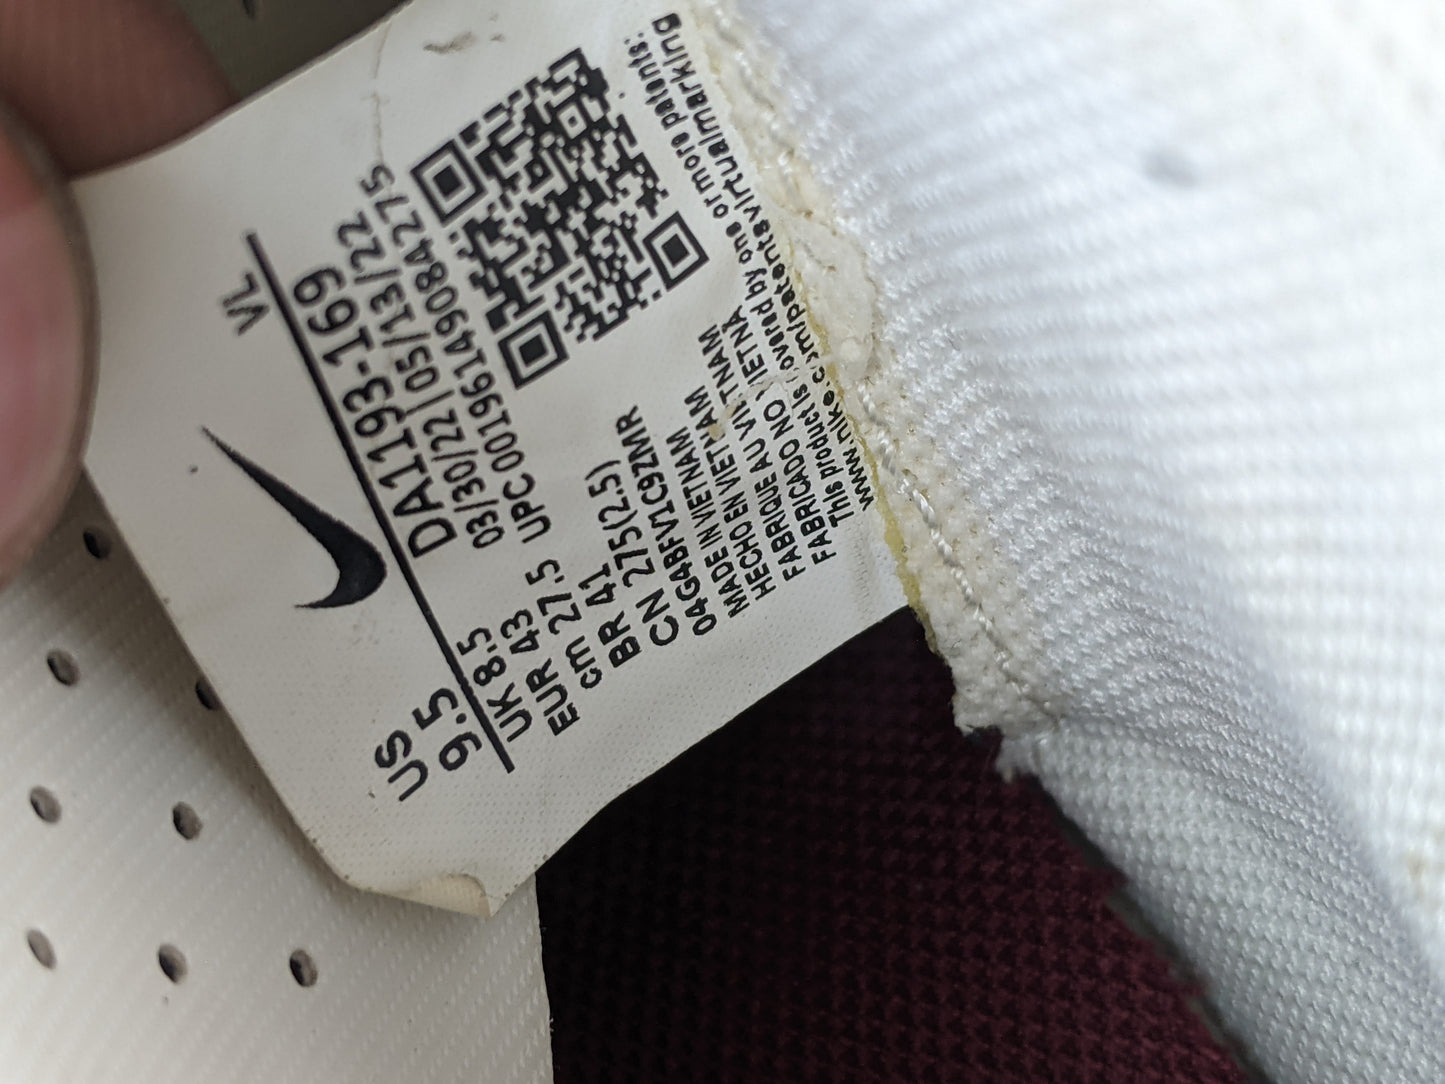 VL
DA1193-169
03/30/22 | 05/13/22
UPC 00196149084275
US
9.5
UK 8.5
EUR 43
cm 27.5
BR 41
CN 275(2.5)
04G4BFV1C9ZMR
MADE IN VIETNAM
HECHO EN VIETNAM
FABRIQUE AU VIETNAM
FABRICADO NO VIETNÃ
This product is covered by one or more patents:
www.nike.com/patentsvirtualmarking